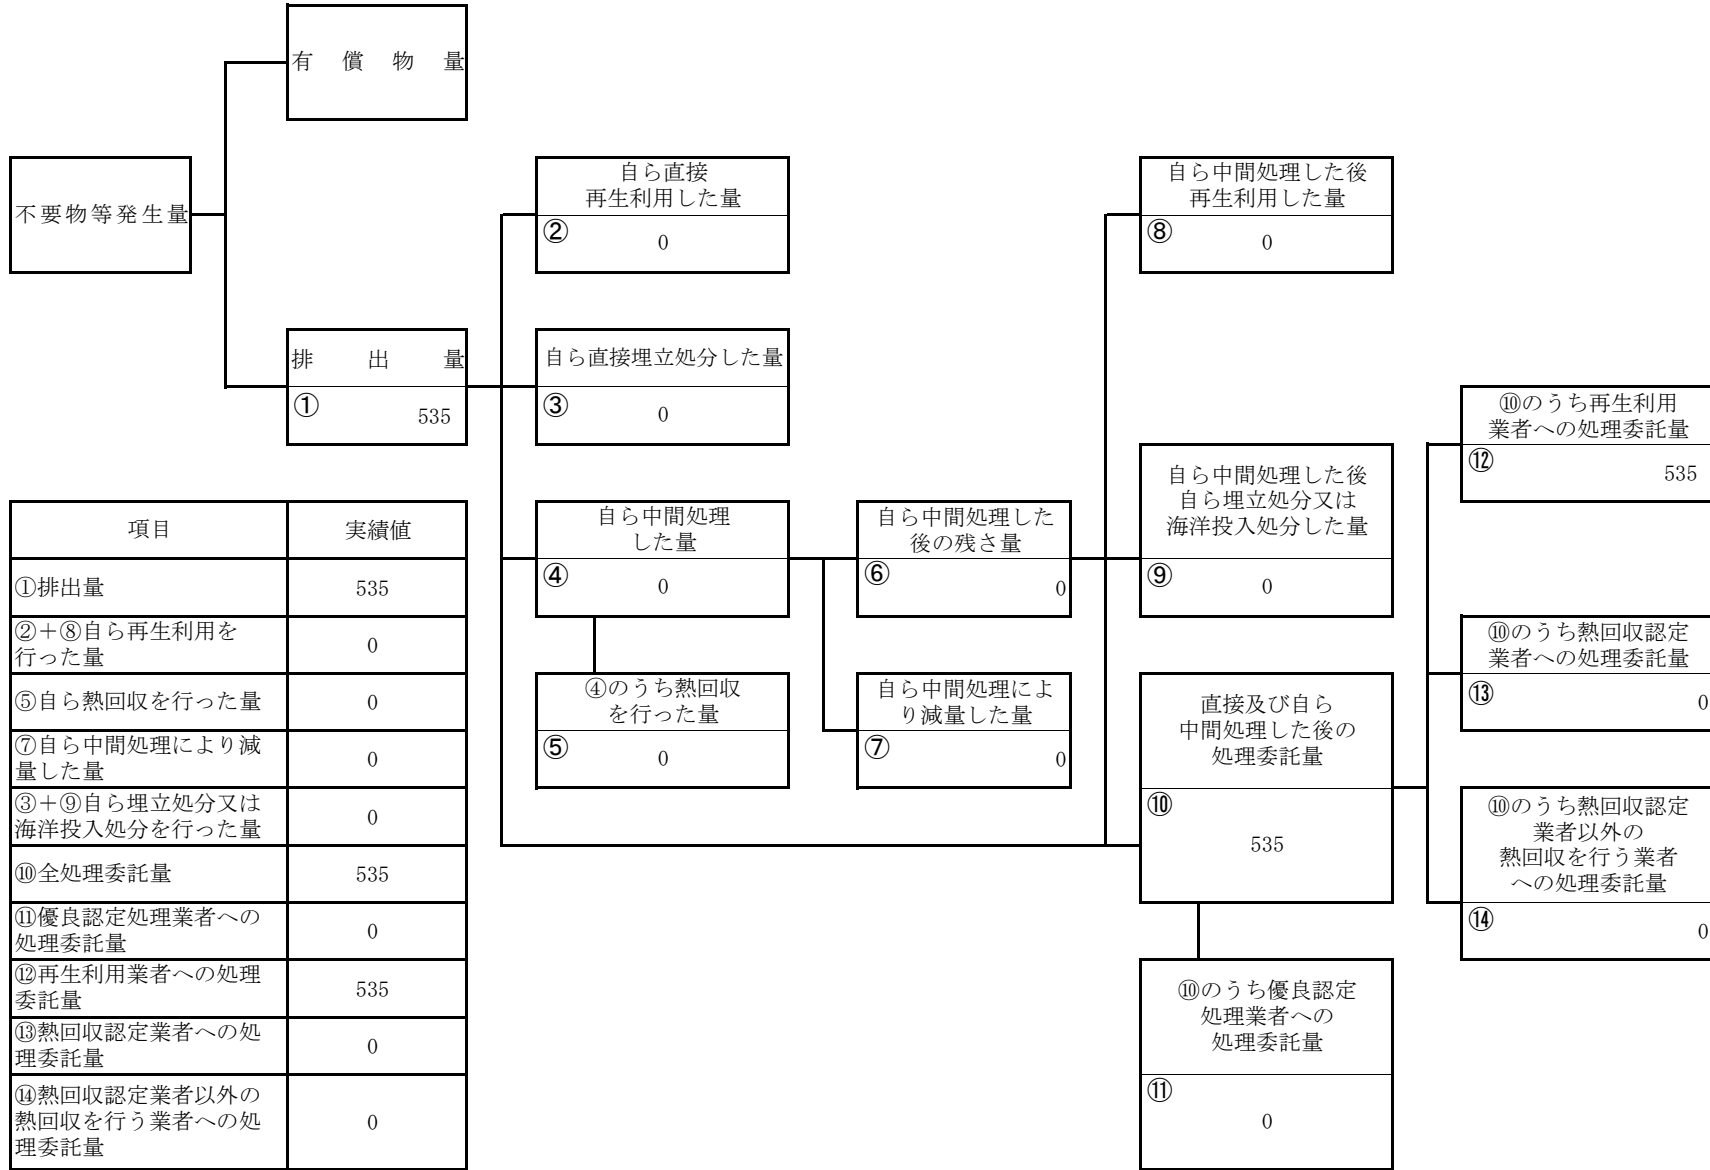 有償物量
不要物等発生量
排出量
① 535
自ら直接
再生利用した量
② 0
自ら直接埋立処分した量
③ 0
自ら中間処理
した量
④ 0
④のうち熱回収
を行った量
⑤ 0
自ら中間処理した
後の残さ量
⑥ 0
自ら中間処理によ
り減量した量
⑦ 0
自ら中間処理した後
再生利用した量
⑧ 0
自ら中間処理した後
自ら埋立処分又は
海洋投入処分した量
⑨ 0
直接及び自ら
中間処理した後の
処理委託量
⑩
535
⑩のうち優良認定
処理業者への
処理委託量
⑪
0
⑩のうち再生利用
業者への処理委託量
⑫ 535
⑩のうち熱回収認定
業者への処理委託量
⑬ 0
⑩のうち熱回収認定
業者以外の
熱回収を行う業者
への処理委託量
⑭ 0
項目 実績値
①排出量 535
②＋⑧自ら再生利用を
行った量 0
⑤自ら熱回収を行った量 0
⑦自ら中間処理により減
量した量 0
③＋⑨自ら埋立処分又は
海洋投入処分を行った量 0
⑩全処理委託量 535
⑪優良認定処理業者への
処理委託量 0
⑫再生利用業者への処理
委託量 535
⑬熱回収認定業者への処
理委託量 0
⑭熱回収認定業者以外の
熱回収を行う業者への処 0
理委託量